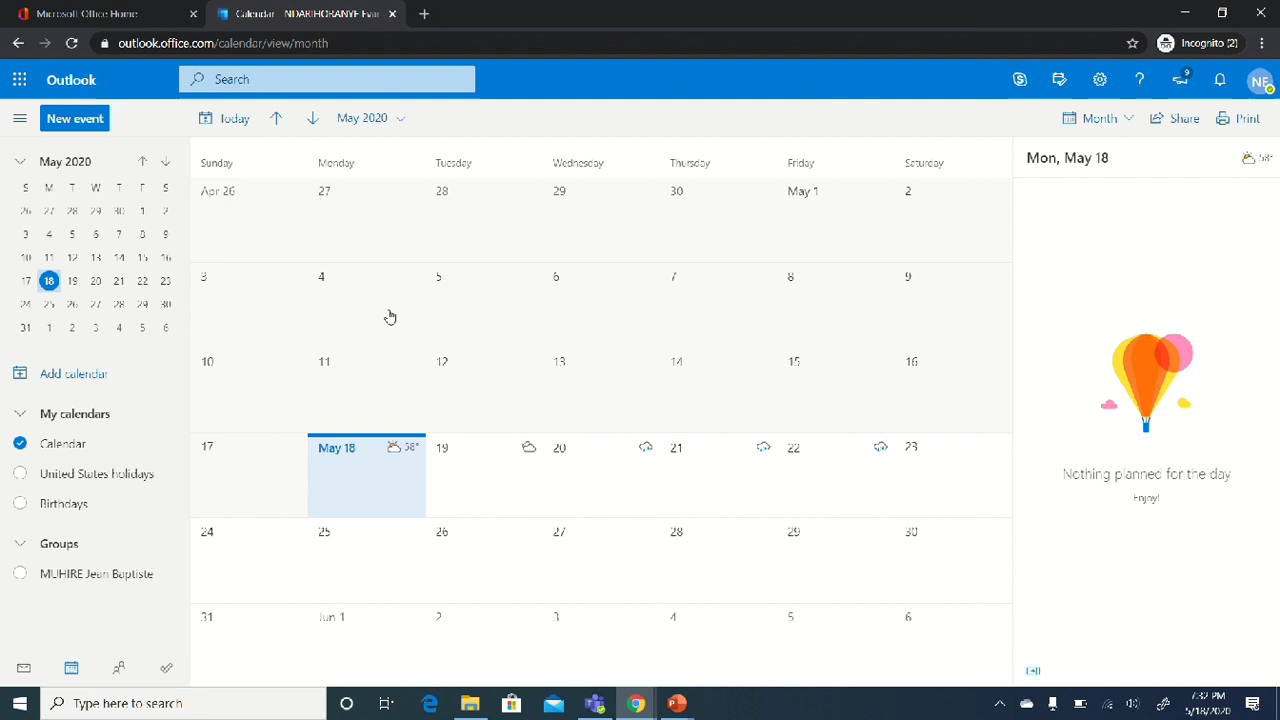 Microsoft Office Home
Calendar - NDARIHORANYE Evar
outlook.office.com/calendar/view/month
Incognito (2)
Outlook
Search
9
NE
New event
Today
May 2020
Month
Share
Print
May 2020
S M T W T F S
26 27 28 29 30 1 2
3 4 5 6 7 8 9
10 11 12 13 14 15 16
17 18 19 20 21 22 23
24 25 26 27 28 29 30
31 1 2 3 4 5 6
Add calendar
My calendars
Calendar
United States holidays
Birthdays
Groups
MUHIRE Jean Baptiste
Sunday Monday Tuesday Wednesday Thursday Friday Saturday
Apr 26 27 28 29 30 May 1 2
3 4 5 6 7 8 9
10 11 12 13 14 15 16
17 May 18 58° 19 20 21 22 23
24 25 26 27 28 29 30
31 Jun 1 2 3 4 5 6
Mon, May 18 58°
Nothing planned for the day
Enjoy!
Type here to search
7:32 PM
5/18/2020